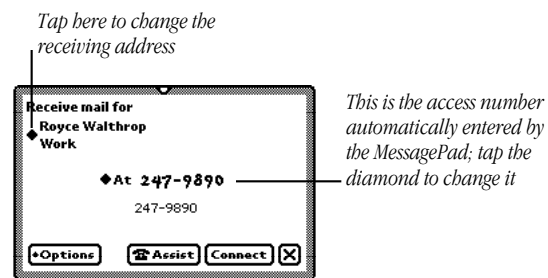 Tap here to change the
receiving address
Receive mail for
◆ Royce Walthrop
Work
◆At 247-9890
247-9890
◆Options ☎ Assist Connect X
This is the access number
automatically entered by
the MessagePad; tap the
diamond to change it